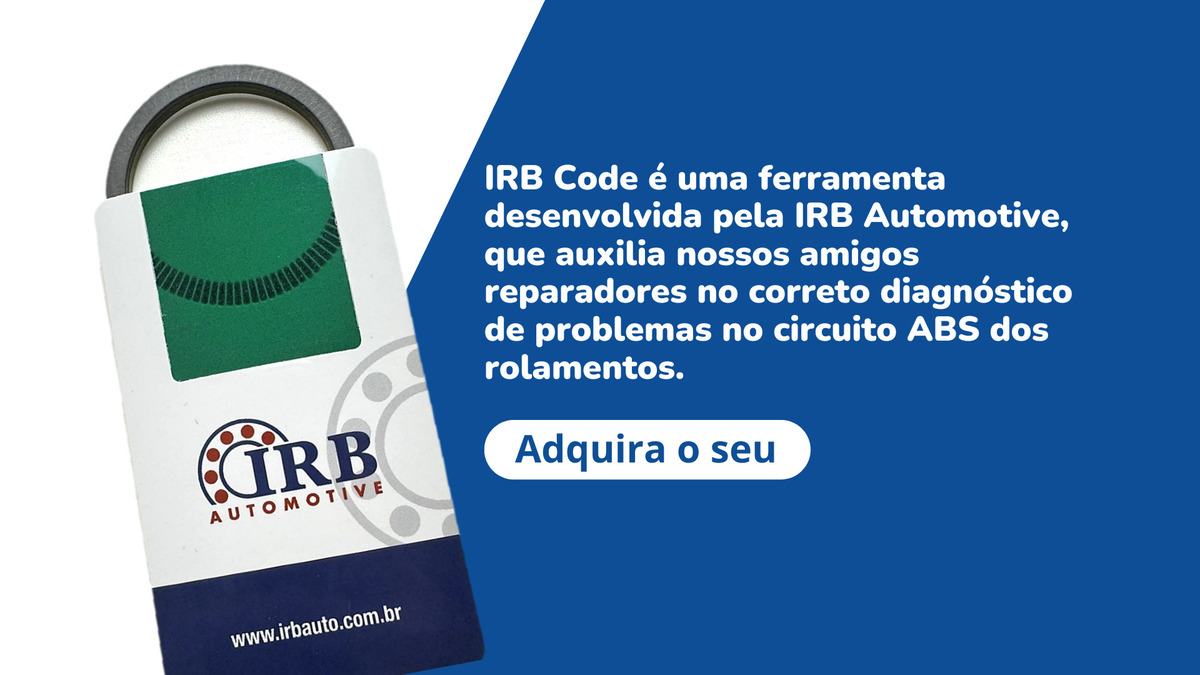 IRB Code é uma ferramenta
desenvolvida pela IRB Automotive,
que auxilia nossos amigos
reparadores no correto diagnóstico
de problemas no circuito ABS dos
rolamentos.
Adquira o seu
IRB
AUTOMOTIVE
www.irbauto.com.br